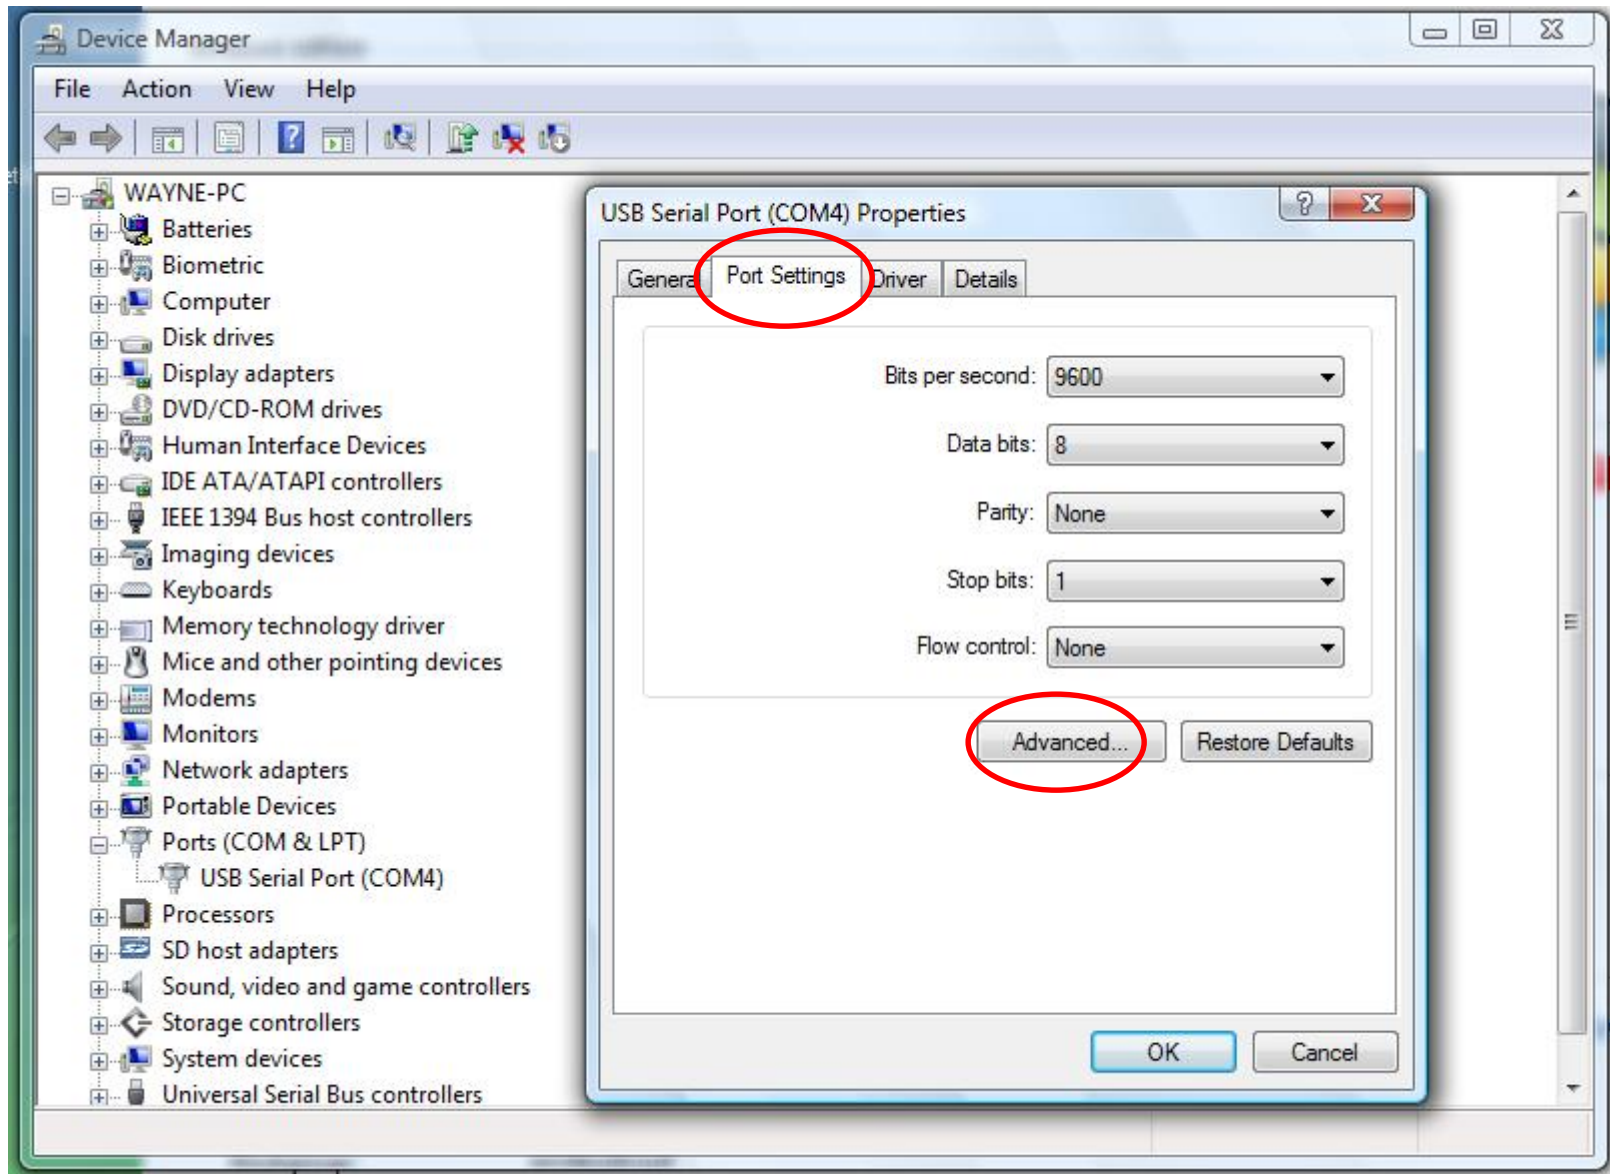 Device Manager
File Action View Help
WAYNE-PC
Batteries
Biometric
Computer
Disk drives
Display adapters
DVD/CD-ROM drives
Human Interface Devices
IDE ATA/ATAPI controllers
IEEE 1394 Bus host controllers
Imaging devices
Keyboards
Memory technology driver
Mice and other pointing devices
Modems
Monitors
Network adapters
Portable Devices
Ports (COM & LPT)
USB Serial Port (COM4)
Processors
SD host adapters
Sound, video and game controllers
Storage controllers
System devices
Universal Serial Bus controllers
USB Serial Port (COM4) Properties
General Port Settings Driver Details
Bits per second: 9600
Data bits: 8
Parity: None
Stop bits: 1
Flow control: None
Advanced... Restore Defaults
OK Cancel